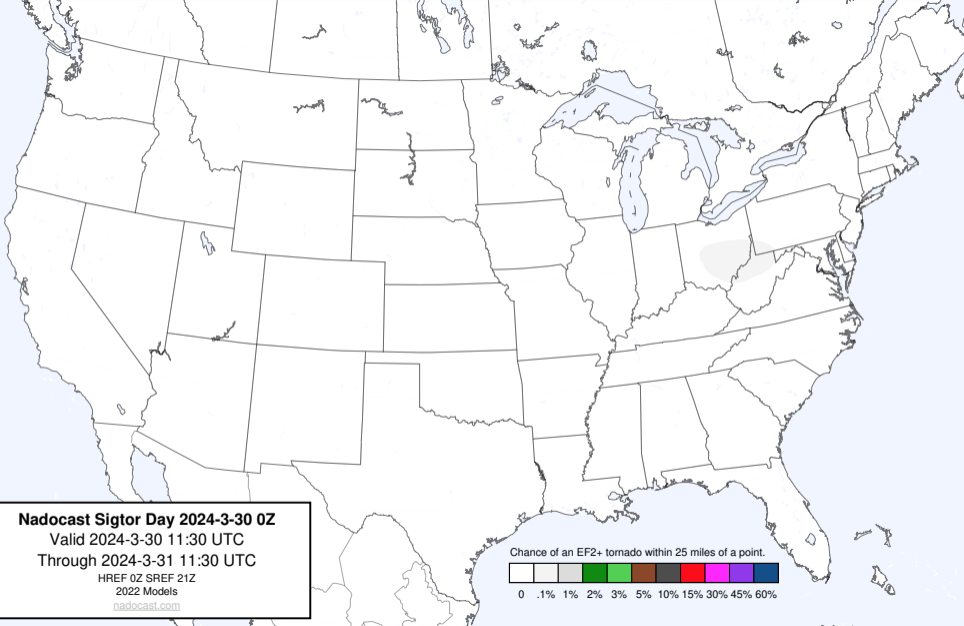 Nadocast Sigtor Day 2024-3-30 0Z
Valid 2024-3-30 11:30 UTC
Through 2024-3-31 11:30 UTC
HREF 0Z SREF 21Z
2022 Models
nadocast.com
Chance of an EF2+ tornado within 25 miles of a point.
0 .1% 1% 2% 3% 5% 10% 15% 30% 45% 60%